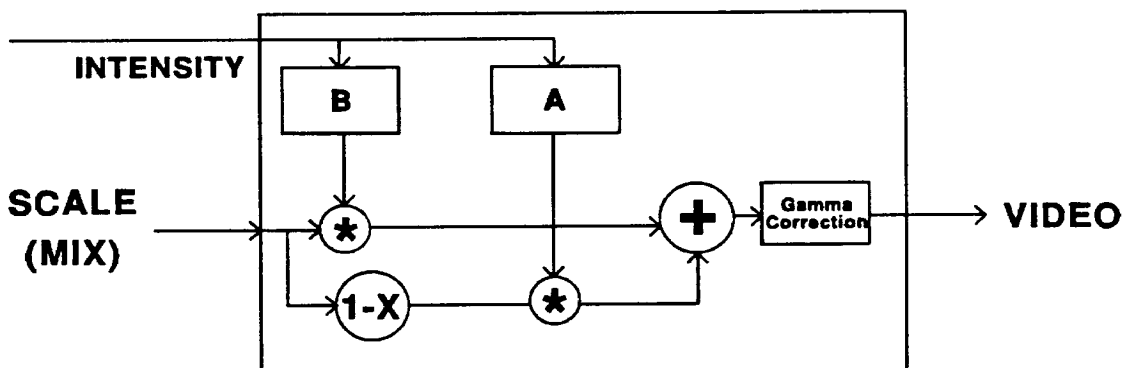 INTENSITY
B
A
SCALE
(MIX)
*
+
Gamma
Correction
VIDEO
1-X
*